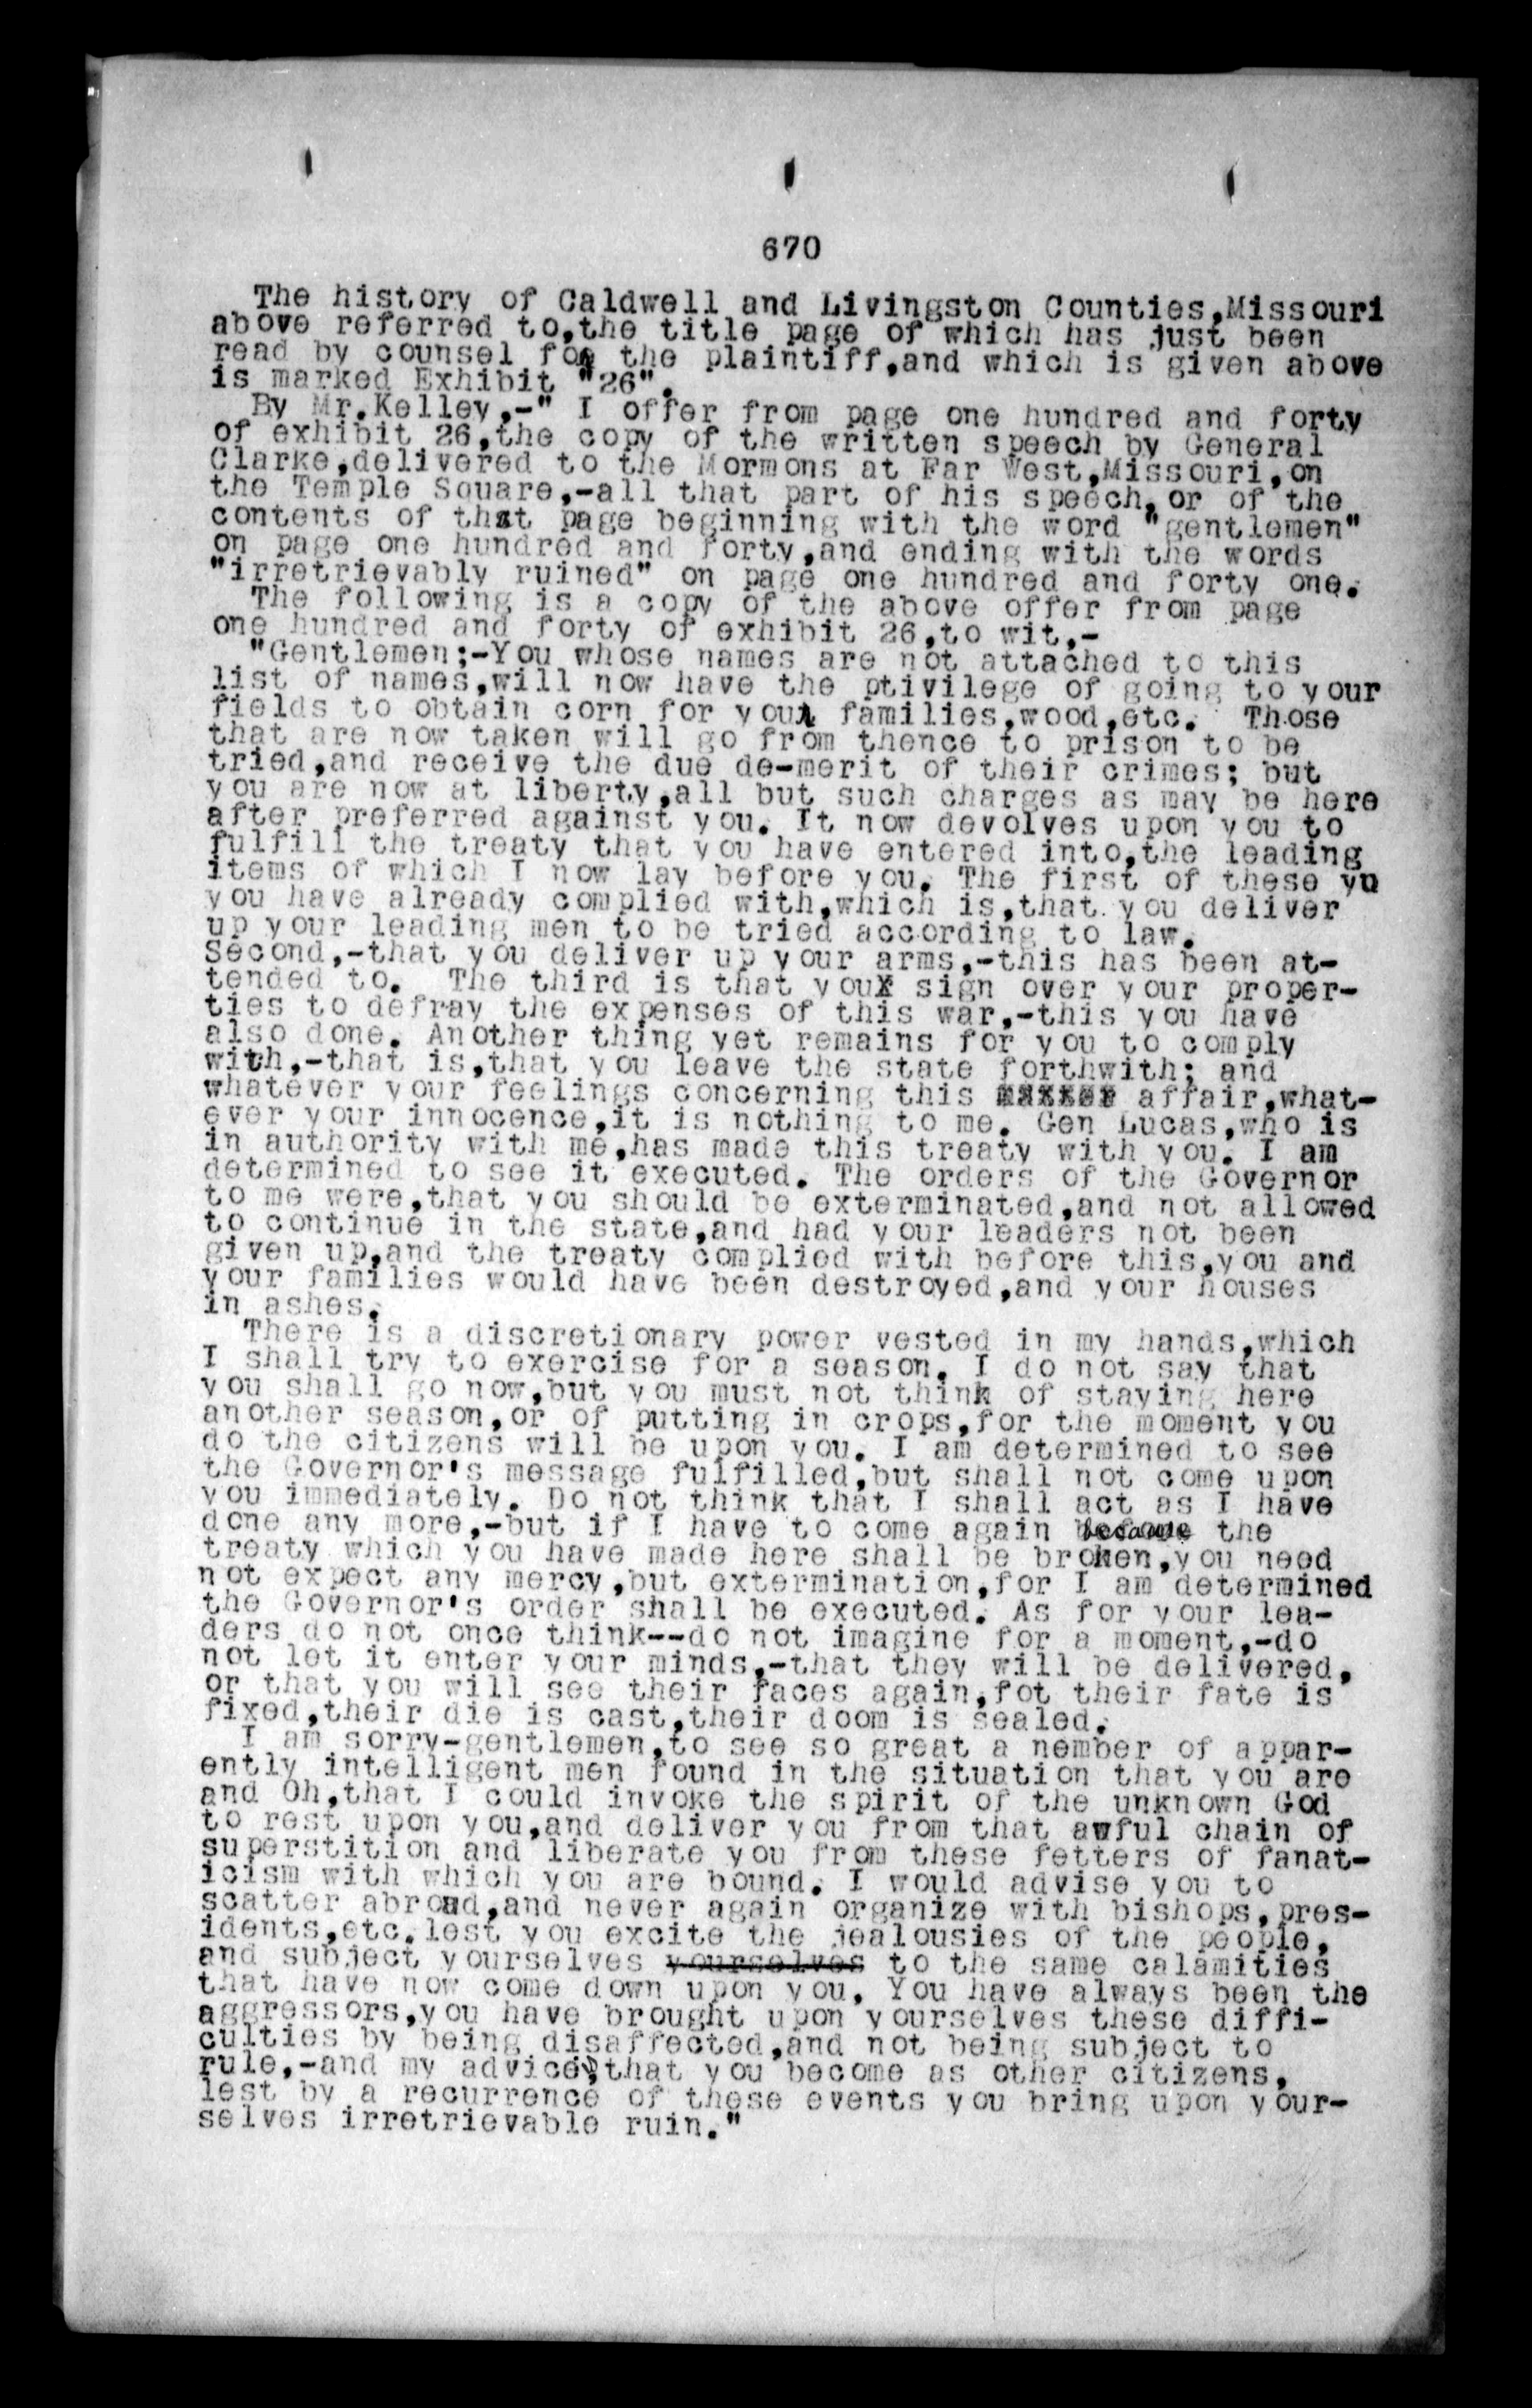 670
The history of Caldwell and Livingston Counties,Missouri
above referred to,the title page of which has just been
read by counsel for the plaintiff,and which is given above
is marked Exhibit "26".
By Mr.Kelley,-" I offer from page one hundred and forty
of exhibit 26,the copy of the written speech by General
Clarke,delivered to the Mormons at Far West,Missouri,on
the Temple Square,-all that part of his speech,or of the
contents of that page beginning with the word "gentlemen"
on page one hundred and forty,and ending with the words
"irretrievably ruined" on page one hundred and forty one.
The following is a copy of the above offer from page
one hundred and forty of exhibit 26,to wit,-
"Gentlemen:-You whose names are not attached to this
list of names,will now have the ptivilege of going to your
fields to obtain corn for your families,wood,etc. Those
that are now taken will go from thence to prison to be
tried,and receive the due de-merit of their crimes; but
you are now at liberty,all but such charges as may be here
after preferred against you. It now devolves upon you to
fulfill the treaty that you have entered into,the leading
items of which I now lay before you. The first of these yu
you have already complied with,which is,that you deliver
up your leading men to be tried according to law.
Second,-that you deliver up your arms,-this has been at-
tended to. The third is that you sign over your proper-
ties to defray the expenses of this war,-this you have
also done. Another thing yet remains for you to comply
with,-that is,that you leave the state forthwith; and
whatever your feelings concerning this affair,what-
ever your innocence,it is nothing to me. Gen Lucas,who is
in authority with me,has made this treaty with you. I am
determined to see it executed. The orders of the Governor
to me were,that you should be exterminated,and not allowed
to continue in the state,and had your leaders not been
given up,and the treaty complied with before this,you and
your families would have been destroyed,and your houses
in ashes.
There is a discretionary power vested in my hands,which
I shall try to exercise for a season. I do not say that
you shall go now,but you must not think of staying here
another season,or of putting in crops,for the moment you
do the citizens will be upon you. I am determined to see
the Governor's message fulfilled,but shall not come upon
you immediately. Do not think that I shall act as I have
done any more,-but if I have to come again because the
treaty which you have made here shall be broken,you need
not expect any mercy,but extermination,for I am determined
the Governor's order shall be executed. As for your lea-
ders do not once think--do not imagine for a moment,-do
not let it enter your minds,-that they will be delivered,
or that you will see their faces again,fot their fate is
fixed,their die is cast,their doom is sealed.
I am sorry-gentlemen,to see so great a nember of appar-
ently intelligent men found in the situation that you are
and Oh,that I could invoke the spirit of the unknown God
to rest upon you,and deliver you from that awful chain of
superstition and liberate you from these fetters of fanat-
icism with which you are bound. I would advise you to
scatter abroad,and never again organize with bishops,pres-
idents,etc.lest you excite the jealousies of the people,
and subject yourselves yourselves to the same calamities
that have now come down upon you. You have always been the
aggressors,you have brought upon yourselves these diffi-
culties by being disaffected,and not being subject to
rule,-and my advice,that you become as other citizens,
lest by a recurrence of these events you bring upon your-
selves irretrievable ruin."